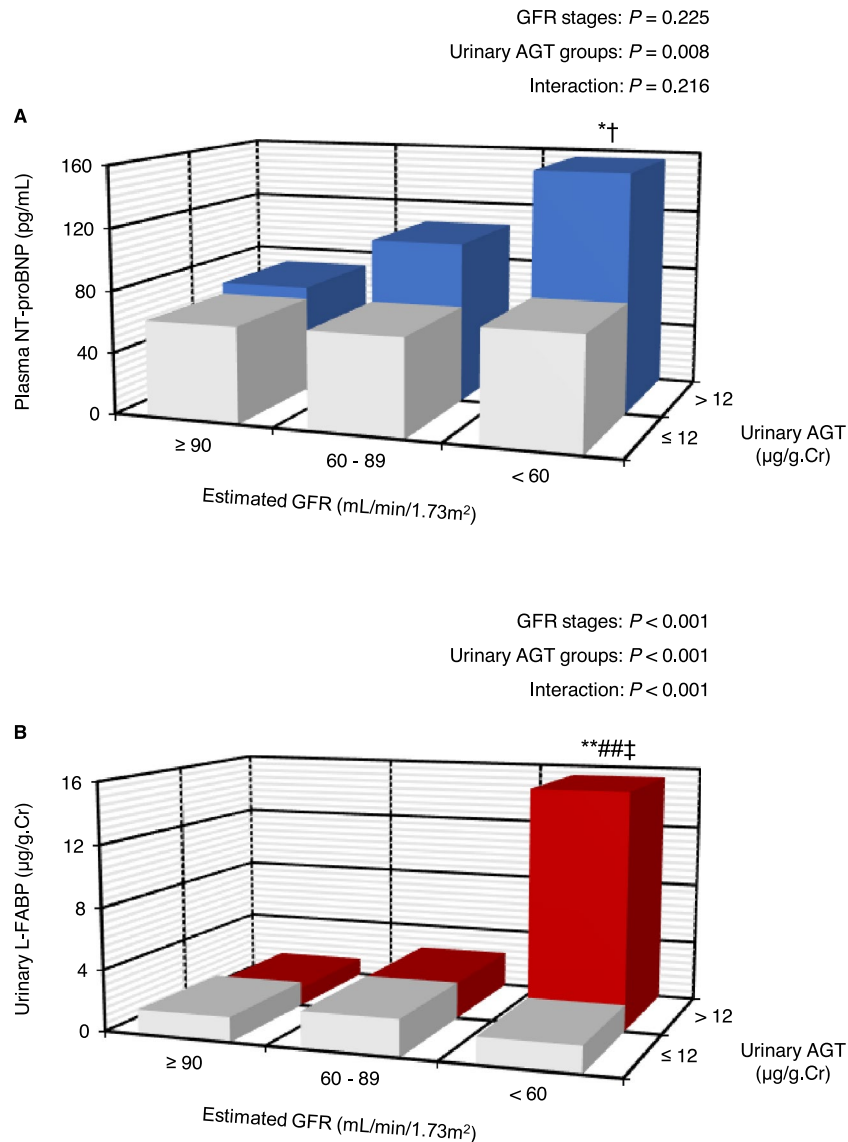 GFR stages: P = 0.225
Urinary AGT groups: P = 0.008
Interaction: P = 0.216
A
*†
160
120
80
40
0
Plasma NT-proBNP (pg/mL)
≥ 90
60 - 89
< 60
Estimated GFR (mL/min/1.73m²)
> 12
≤ 12
Urinary AGT
(µg/g.Cr)
GFR stages: P < 0.001
Urinary AGT groups: P < 0.001
Interaction: P < 0.001
B
**##‡
16
12
8
4
0
Urinary L-FABP (µg/g.Cr)
≥ 90
60 - 89
< 60
Estimated GFR (mL/min/1.73m²)
> 12
≤ 12
Urinary AGT
(µg/g.Cr)